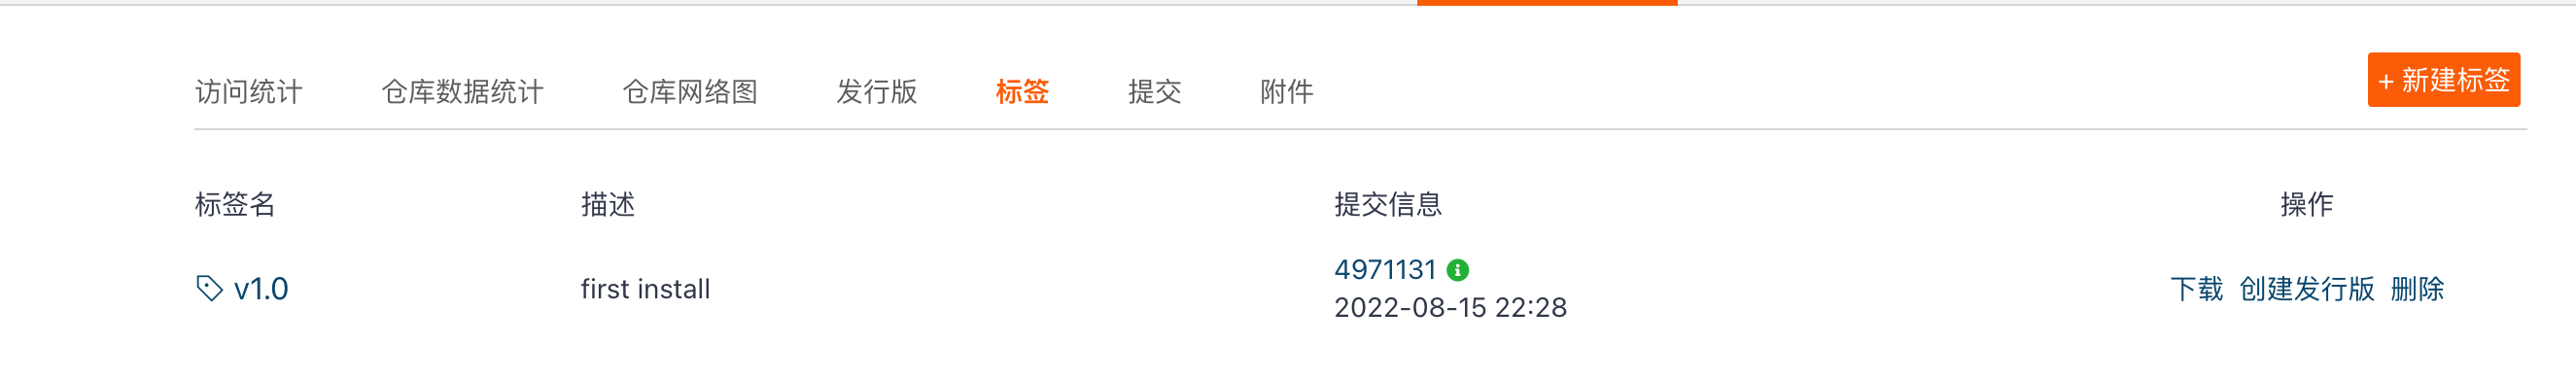 访问统计 仓库数据统计 仓库网络图 发行版 标签 提交 附件 + 新建标签
标签名 描述 提交信息 操作
v1.0 first install 4971131 下载 创建发行版 删除
2022-08-15 22:28